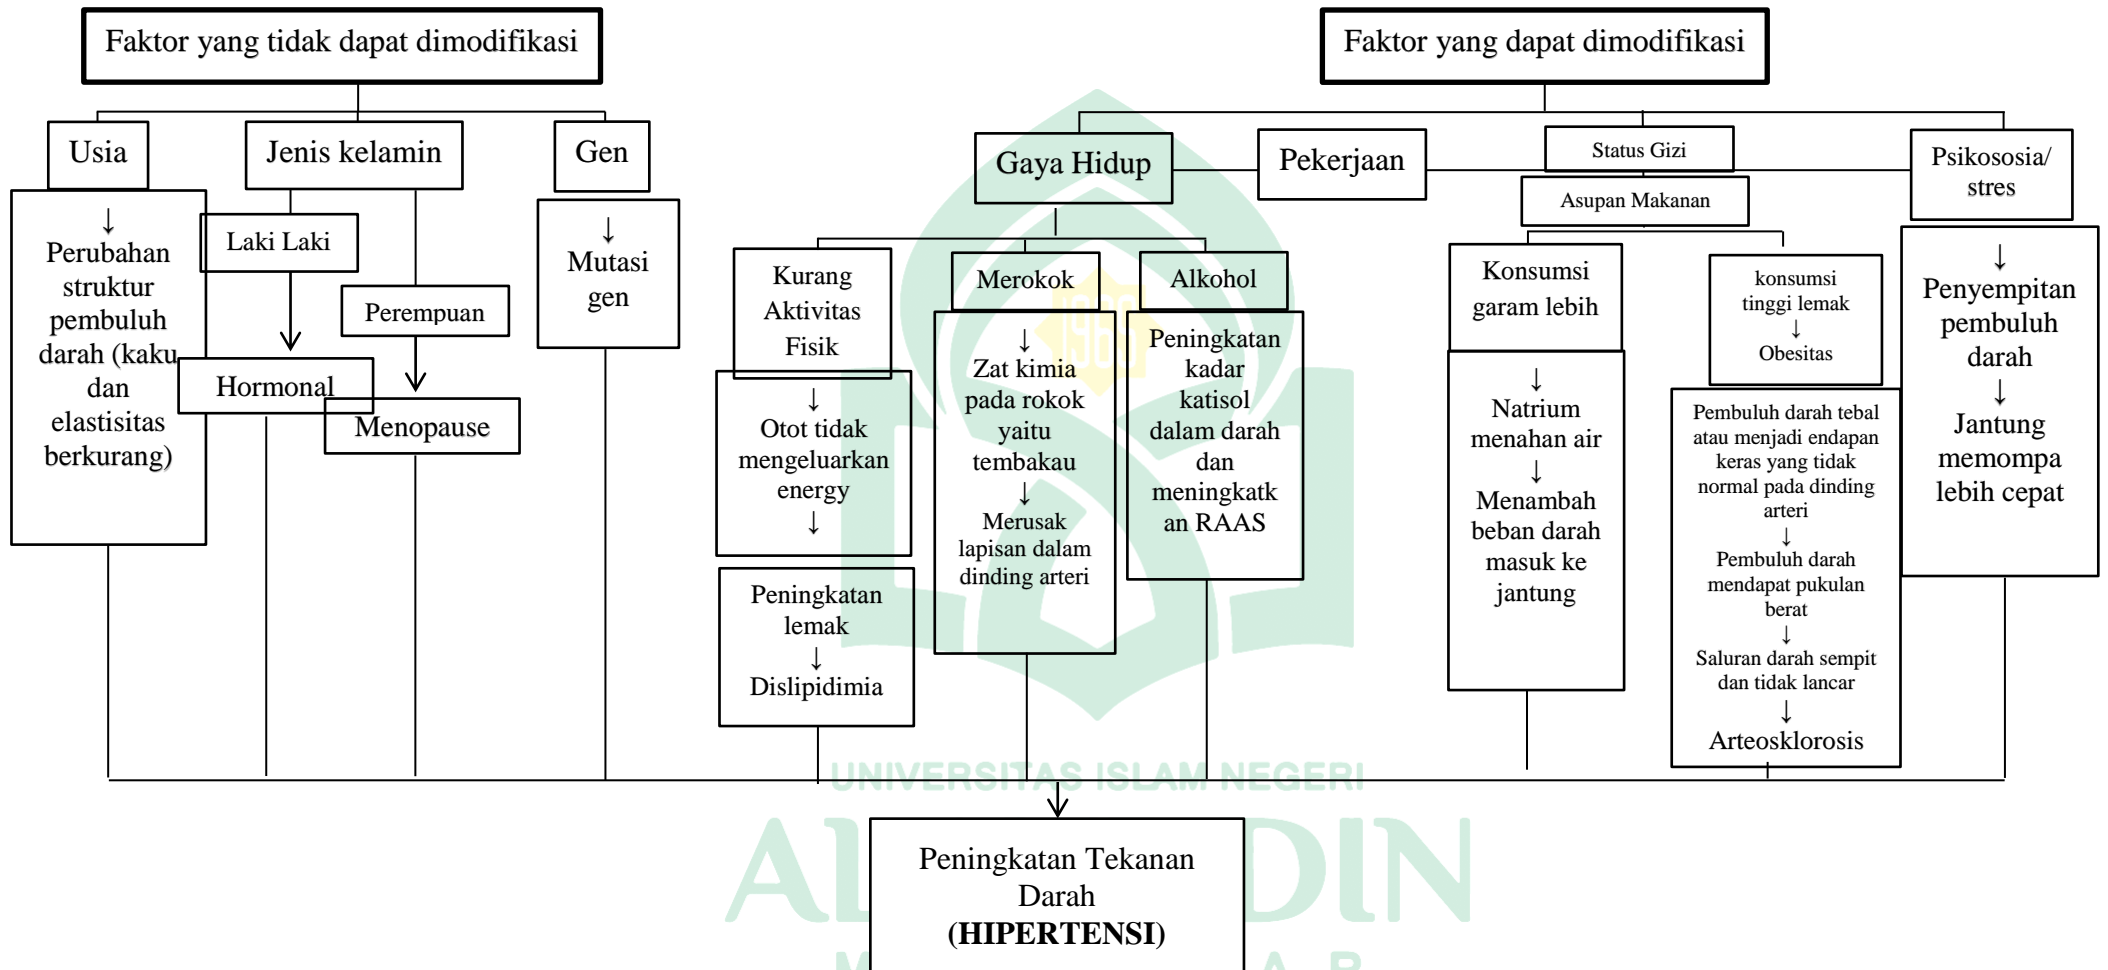 Faktor yang tidak dapat dimodifikasi
Usia
↓
Perubahan
struktur
pembuluh
darah (kaku
dan
elastisitas
berkurang)
Jenis kelamin
Laki Laki
Hormonal
Perempuan
Menopause
Gen
↓
Mutasi
gen
Faktor yang dapat dimodifikasi
Gaya Hidup
Kurang
Aktivitas
Fisik
↓
Otot tidak
mengeluarkan
energy
↓
Peningkatan
lemak
↓
Dislipidimia
Merokok
↓
Zat kimia
pada rokok
yaitu
tembakau
↓
Merusak
lapisan dalam
dinding arteri
Alkohol
Peningkatan
kadar
katisol
dalam darah
dan
meningkatk
an RAAS
Pekerjaan
Status Gizi
Asupan Makanan
Konsumsi
garam lebih
↓
Natrium
menahan air
↓
Menambah
beban darah
masuk ke
jantung
konsumsi
tinggi lemak
↓
Obesitas
Pembuluh darah tebal
atau menjadi endapan
keras yang tidak
normal pada dinding
arteri
↓
Pembuluh darah
mendapat pukulan
berat
↓
Saluran darah sempit
dan tidak lancar
↓
Arteosklorosis
Psikososia/
stres
↓
Penyempitan
pembuluh
darah
↓
Jantung
memompa
lebih cepat
Peningkatan Tekanan
Darah
(HIPERTENSI)
1965
UNIVERSITAS ISLAM NEGERI